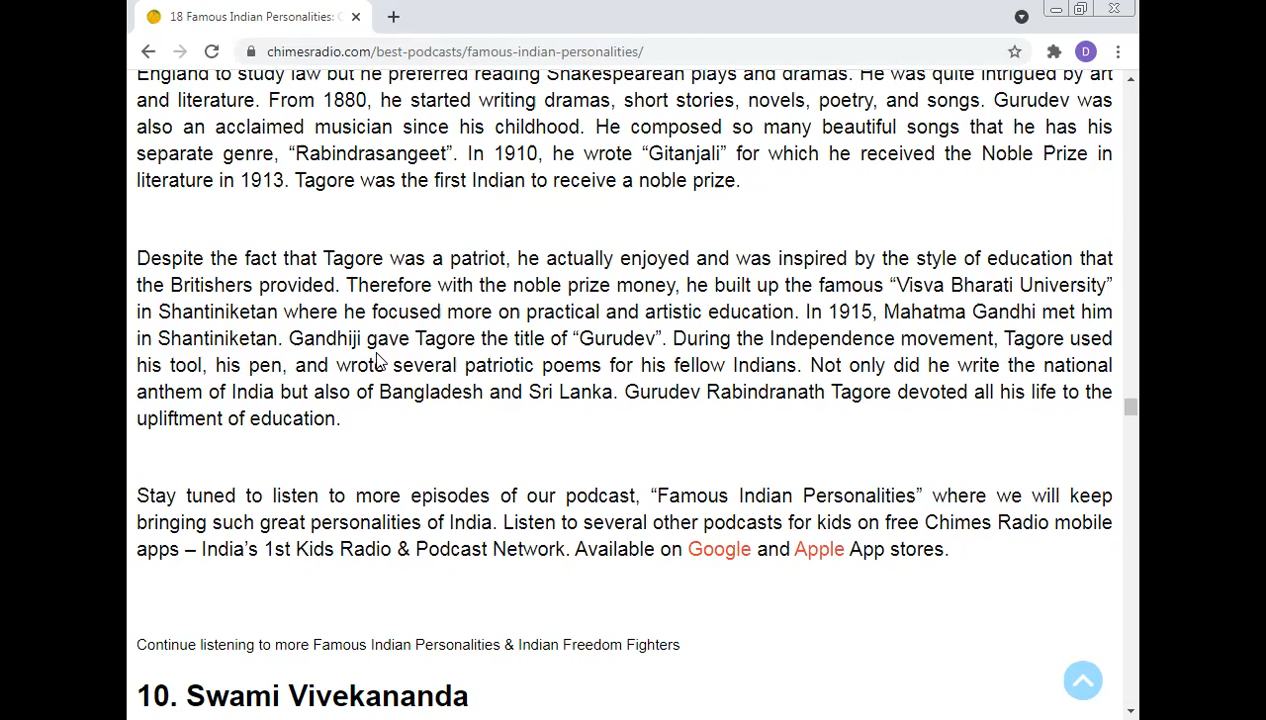 18 Famous Indian Personalities:
chimesradio.com/best-podcasts/famous-indian-personalities/
D
England to study law but he preferred reading Shakespearean plays and dramas. He was quite intrigued by art
and literature. From 1880, he started writing dramas, short stories, novels, poetry, and songs. Gurudev was
also an acclaimed musician since his childhood. He composed so many beautiful songs that he has his
separate genre, “Rabindrasangeet”. In 1910, he wrote “Gitanjali” for which he received the Noble Prize in
literature in 1913. Tagore was the first Indian to receive a noble prize.
Despite the fact that Tagore was a patriot, he actually enjoyed and was inspired by the style of education that
the Britishers provided. Therefore with the noble prize money, he built up the famous “Visva Bharati University”
in Shantiniketan where he focused more on practical and artistic education. In 1915, Mahatma Gandhi met him
in Shantiniketan. Gandhiji gave Tagore the title of “Gurudev”. During the Independence movement, Tagore used
his tool, his pen, and wrote several patriotic poems for his fellow Indians. Not only did he write the national
anthem of India but also of Bangladesh and Sri Lanka. Gurudev Rabindranath Tagore devoted all his life to the
upliftment of education.
Stay tuned to listen to more episodes of our podcast, “Famous Indian Personalities” where we will keep
bringing such great personalities of India. Listen to several other podcasts for kids on free Chimes Radio mobile
apps – India’s 1st Kids Radio & Podcast Network. Available on Google and Apple App stores.
Continue listening to more Famous Indian Personalities & Indian Freedom Fighters
10. Swami Vivekananda